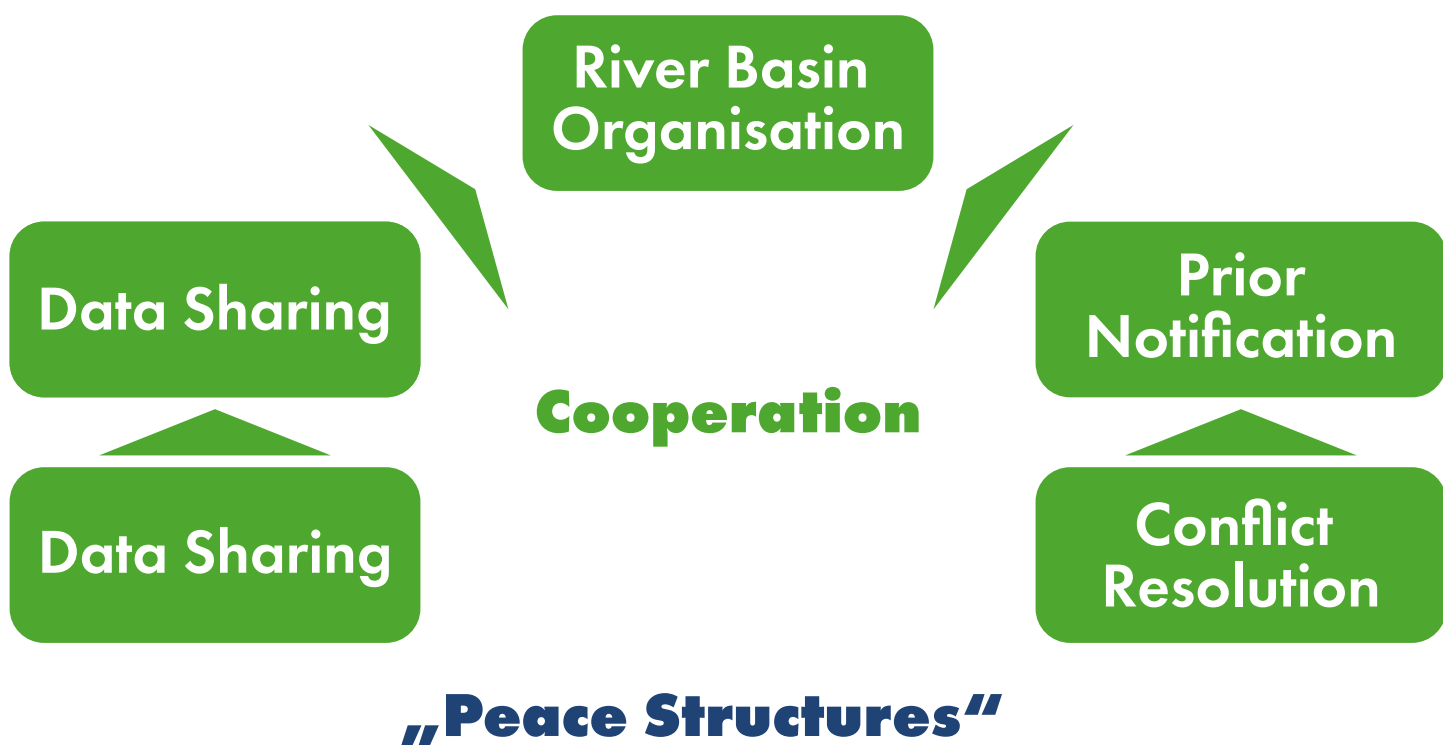 River Basin
Organisation
Data Sharing
Prior
Notification
Cooperation
Data Sharing
Conflict
Resolution
„Peace Structures“